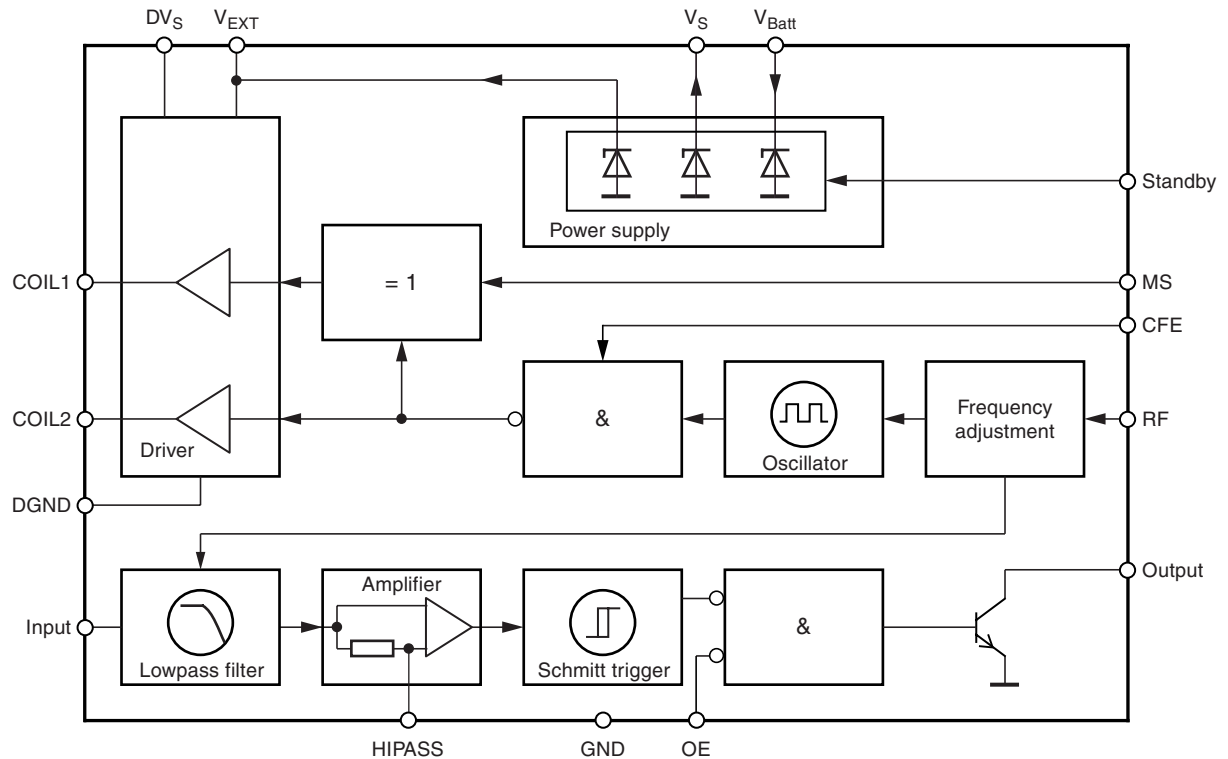 DVS VEXT VS VBatt
Standby
Power supply
COIL1
= 1
MS
CFE
COIL2
Driver
&
Oscillator
Frequency
adjustment
RF
DGND
Input
Lowpass filter
Amplifier
Schmitt trigger
&
Output
HIPASS GND OE